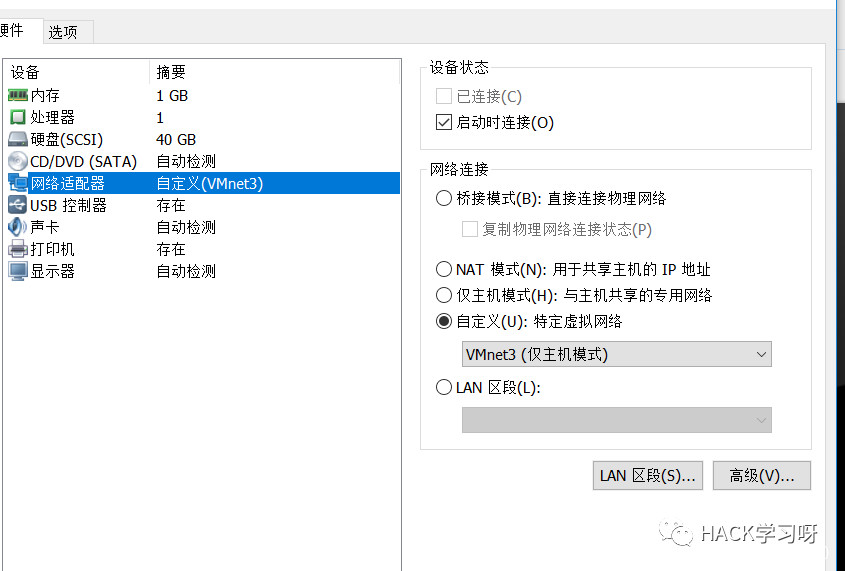 硬件 选项
设备 摘要
内存 1 GB
处理器 1
硬盘(SCSI) 40 GB
CD/DVD (SATA) 自动检测
网络适配器 自定义(VMnet3)
USB 控制器 存在
声卡 自动检测
打印机 存在
显示器 自动检测
设备状态
已连接(C)
启动时连接(O)
网络连接
桥接模式(B): 直接连接物理网络
复制物理网络连接状态(P)
NAT 模式(N): 用于共享主机的 IP 地址
仅主机模式(H): 与主机共享的专用网络
自定义(U): 特定虚拟网络
VMnet3 (仅主机模式)
LAN 区段(L):
LAN 区段(S)... 高级(V)...
HACK学习呀